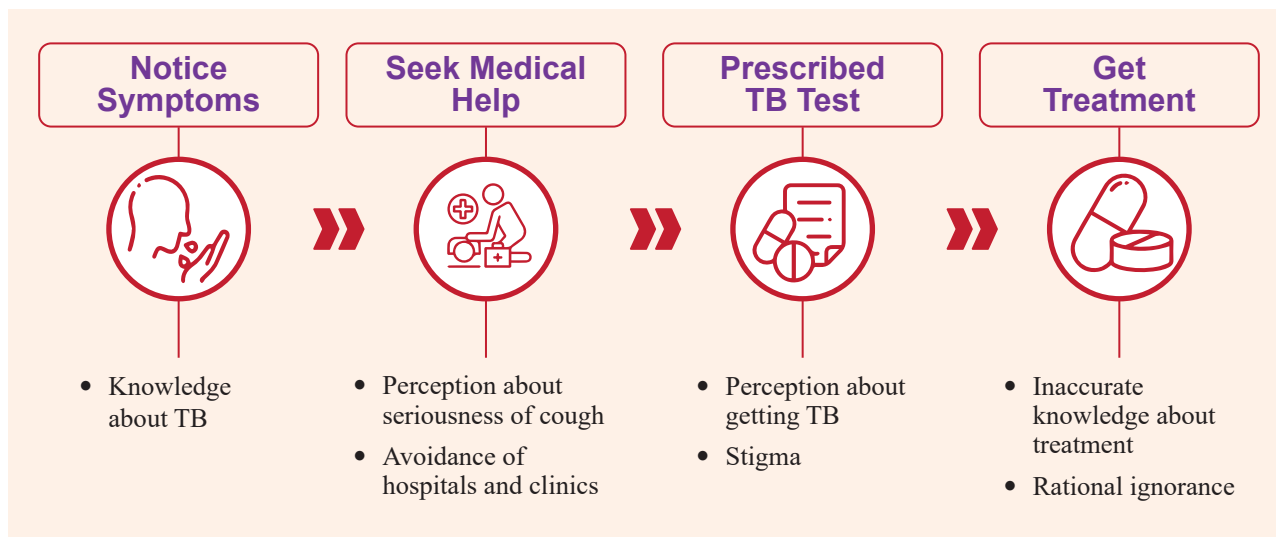 Notice
Symptoms
Seek Medical
Help
Prescribed
TB Test
Get
Treatment
• Knowledge
about TB
• Perception about
seriousness of cough
• Avoidance of
hospitals and clinics
• Perception about
getting TB
• Stigma
• Inaccurate
knowledge about
treatment
• Rational ignorance